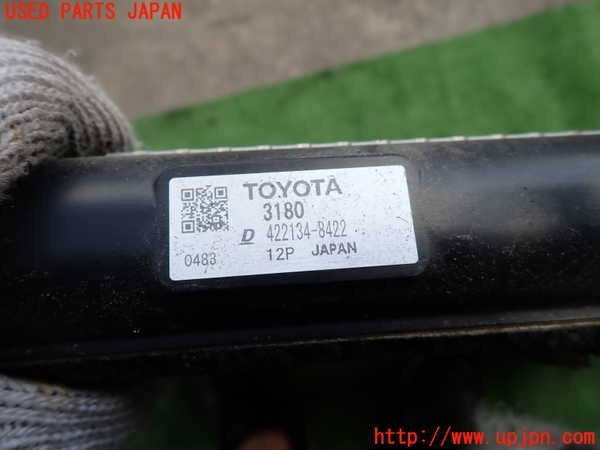 USED PARTS JAPAN
TOYOTA
3180
D 422134-8422
0483 12P JAPAN
http://www.upjpn.com/